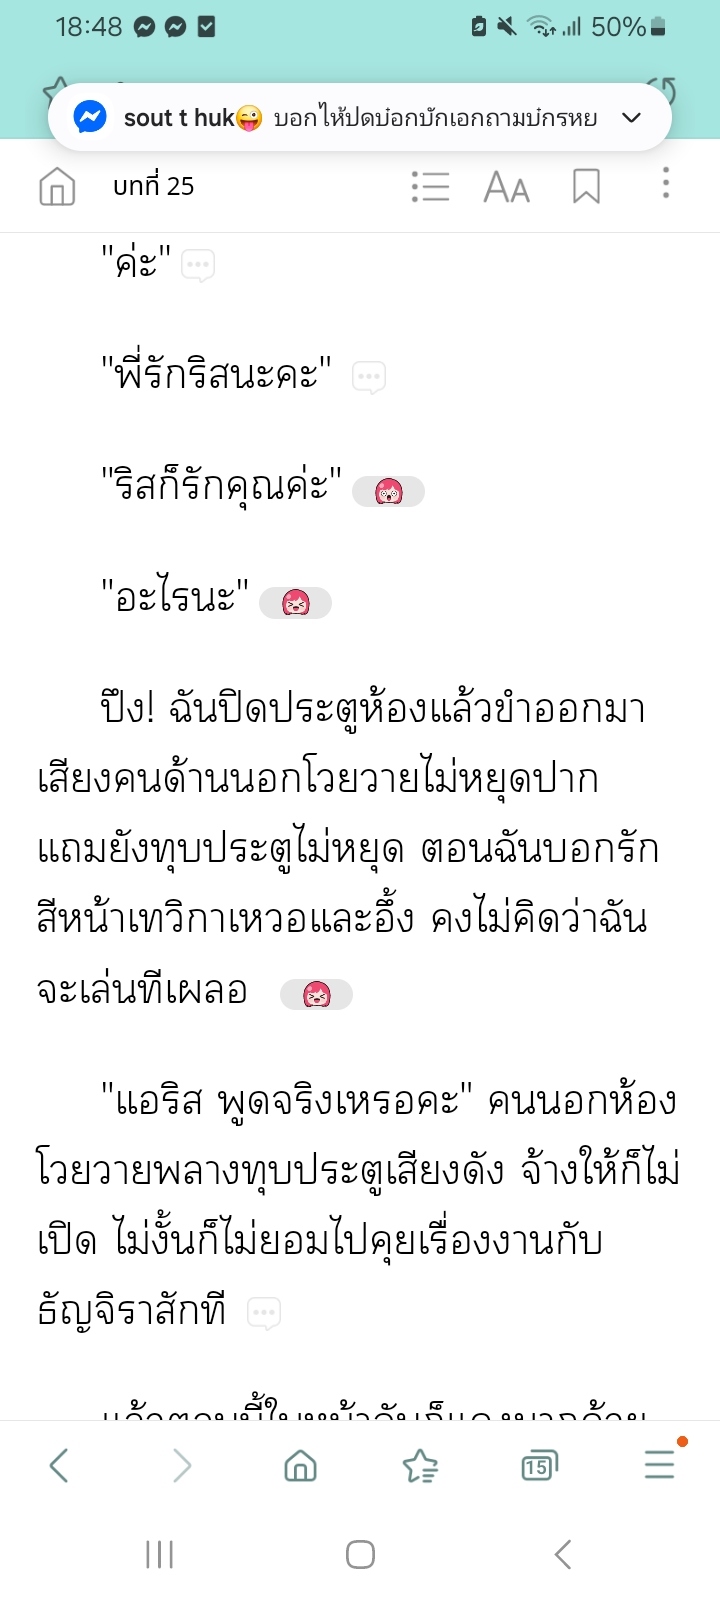 18:48
50%
sout t huk😜 บอกให้ปดบ๋อกบักเอกถามบ๋กรหย
บทที่ 25
"ค่ะ"
"พี่รักริสนะคะ"
"ริสก็รักคุณค่ะ"
"อะไรนะ"
ปึง! ฉันปิดประตูห้องแล้วขำออกมา
เสียงคนด้านนอกโวยวายไม่หยุดปาก
แถมยังทุบประตูไม่หยุด ตอนฉันบอกรัก
สีหน้าเทวิกาเหวอและอึ้ง คงไม่คิดว่าฉัน
จะเล่นทีเผลอ
"แอริส พูดจริงเหรอคะ" คนนอกห้อง
โวยวายพลางทุบประตูเสียงดัง จ้างให้ก็ไม่
เปิด ไม่งั้นก็ไม่ยอมไปคุยเรื่องงานกับ
ธัญจิราสักที
15